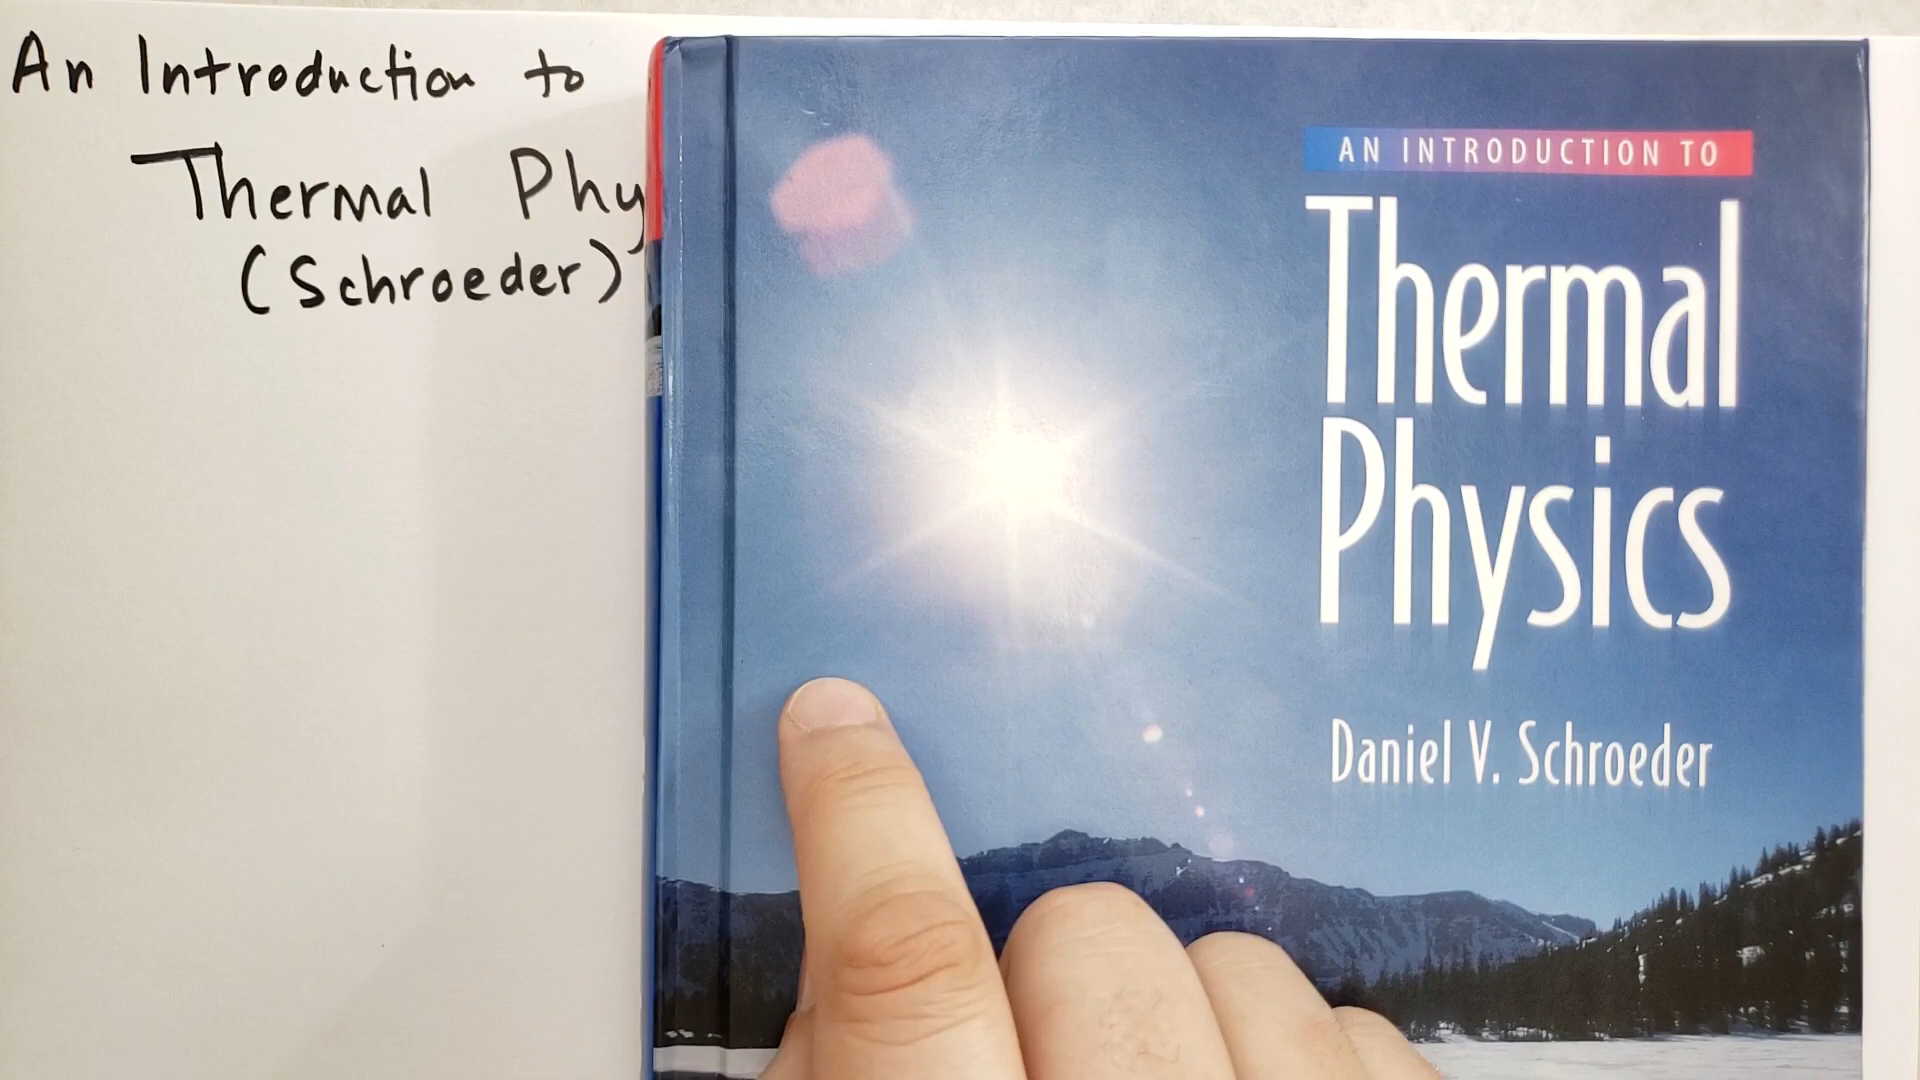 An Introduction to
Thermal Phy
(Schroeder)
AN INTRODUCTION TO
Thermal
Physics
Daniel V. Schroeder